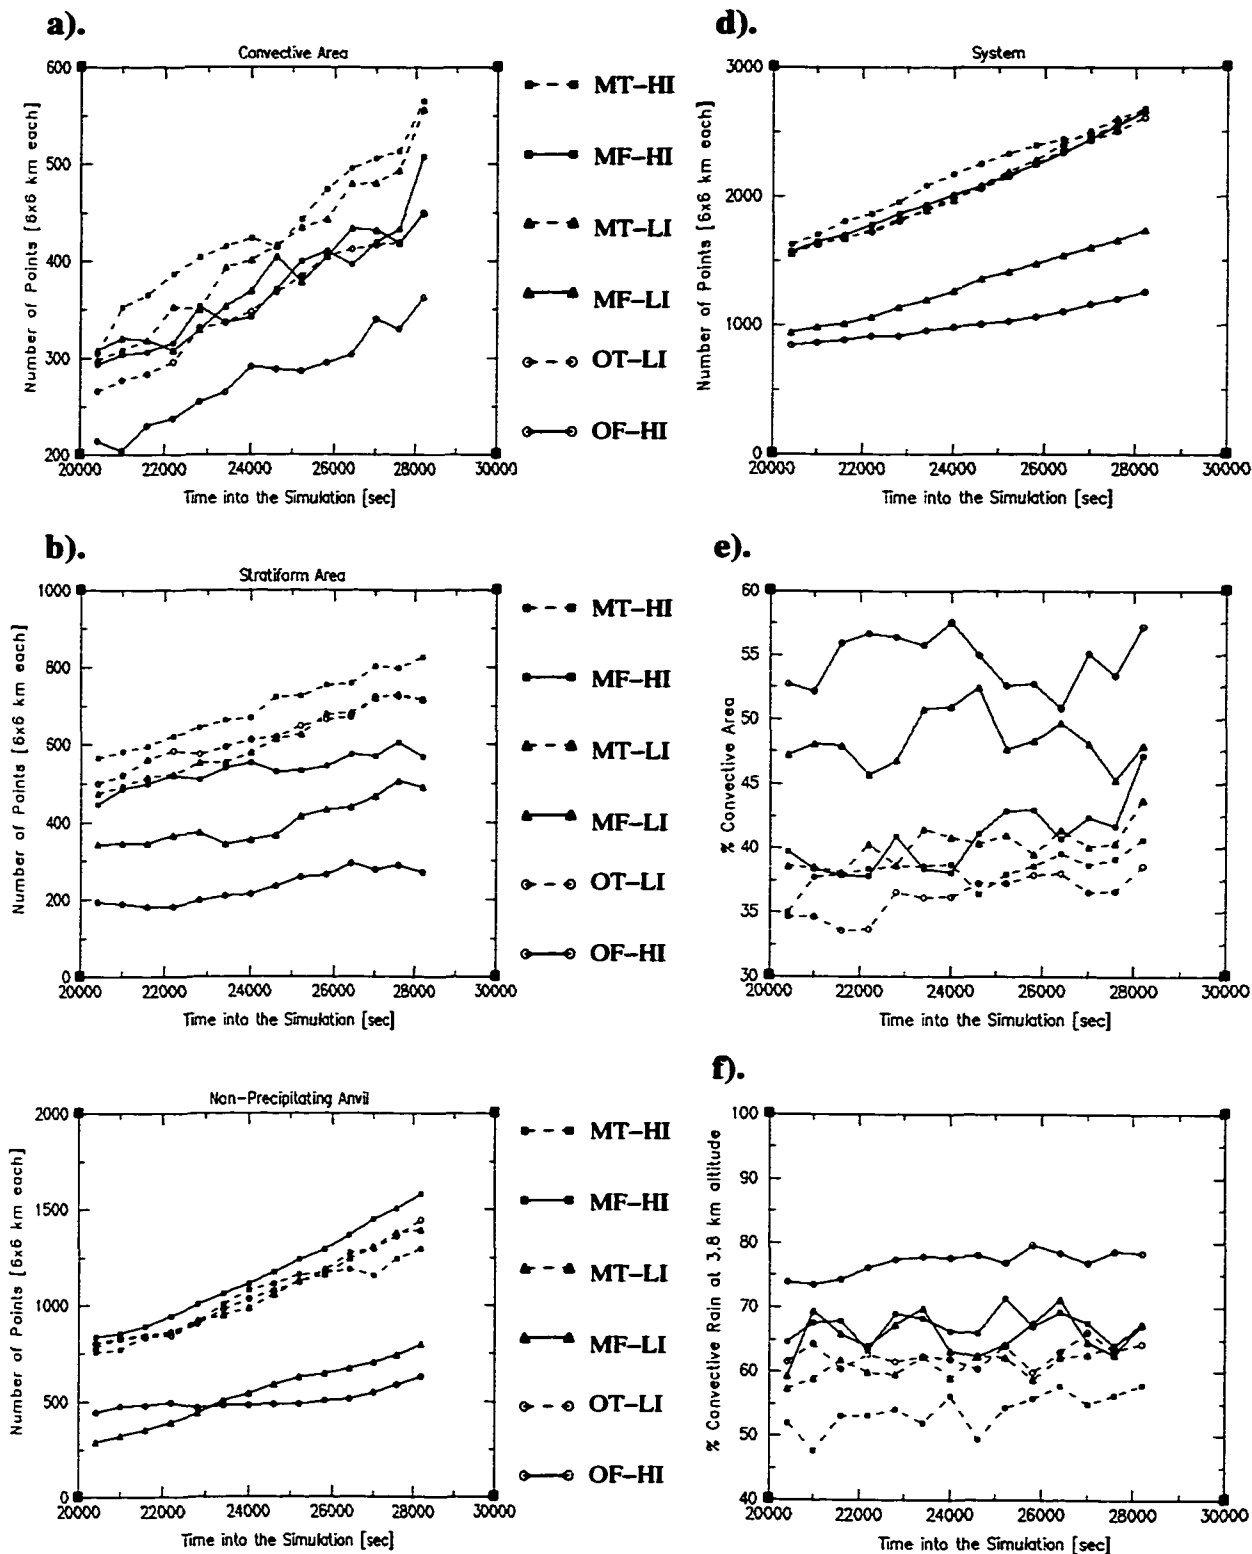 a).
Convective Area
600
500
400
300
200
Number of Points [6x6 km each]
20000 22000 24000 26000 28000 30000
Time into the Simulation [sec]
MT-HI
MF-HI
MT-LI
MF-LI
OT-LI
OF-HI
d).
System
3000
2000
1000
0
Number of Points [6x6 km each]
20000 22000 24000 26000 28000 30000
Time into the Simulation [sec]
b).
Stratiform Area
1000
800
600
400
200
0
Number of Points [6x6 km each]
20000 22000 24000 26000 28000 30000
Time into the Simulation [sec]
MT-HI
MF-HI
MT-LI
MF-LI
OT-LI
OF-HI
e).
60
55
50
45
40
35
30
% Convective Area
20000 22000 24000 26000 28000 30000
Time into the Simulation [sec]
Non-Precipitating Anvil
2000
1500
1000
500
0
Number of Points [6x6 km each]
20000 22000 24000 26000 28000 30000
Time into the Simulation [sec]
MT-HI
MF-HI
MT-LI
MF-LI
OT-LI
OF-HI
f).
100
90
80
70
60
50
40
% Convective Rain at 3.8 km altitude
20000 22000 24000 26000 28000 30000
Time into the Simulation [sec]